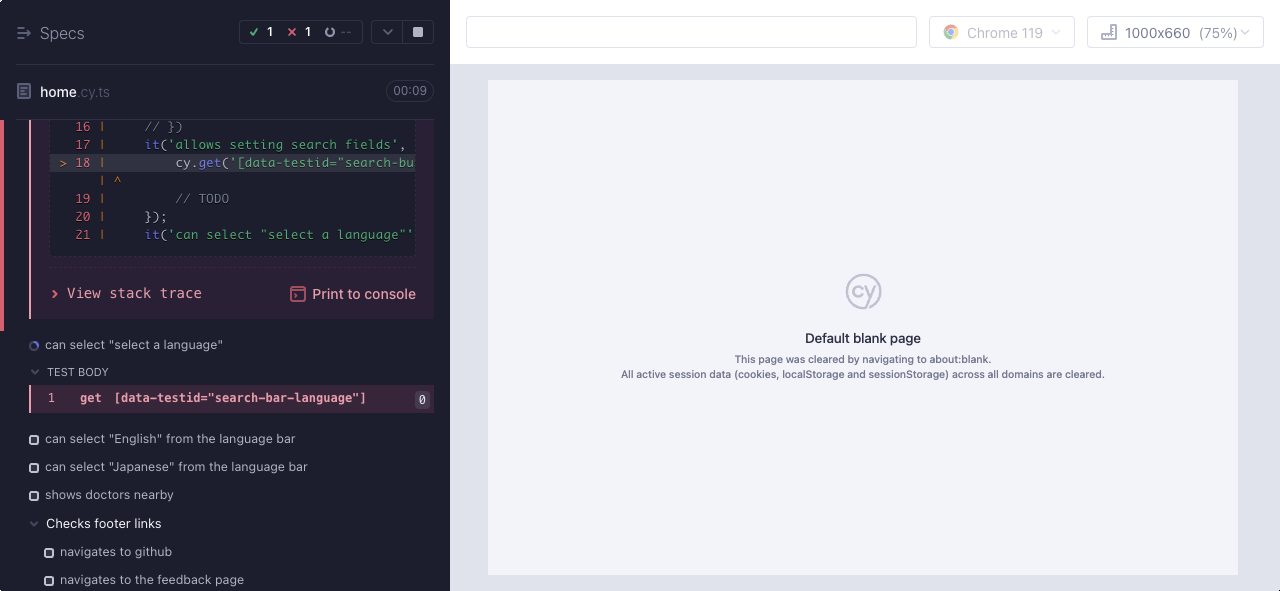 Specs
1 1 --
home.cy.ts 00:09
16 | // })
17 | it('allows setting search fields',
> 18 | cy.get('[data-testid="search-bu
| ^
19 | // TODO
20 | });
21 | it('can select "select a language"'
View stack trace
Print to console
can select "select a language"
TEST BODY
1 get [data-testid="search-bar-language"] 0
can select "English" from the language bar
can select "Japanese" from the language bar
shows doctors nearby
Checks footer links
navigates to github
navigates to the feedback page
Chrome 119
1000x660 (75%)
cy
Default blank page
This page was cleared by navigating to about:blank.
All active session data (cookies, localStorage and sessionStorage) across all domains are cleared.